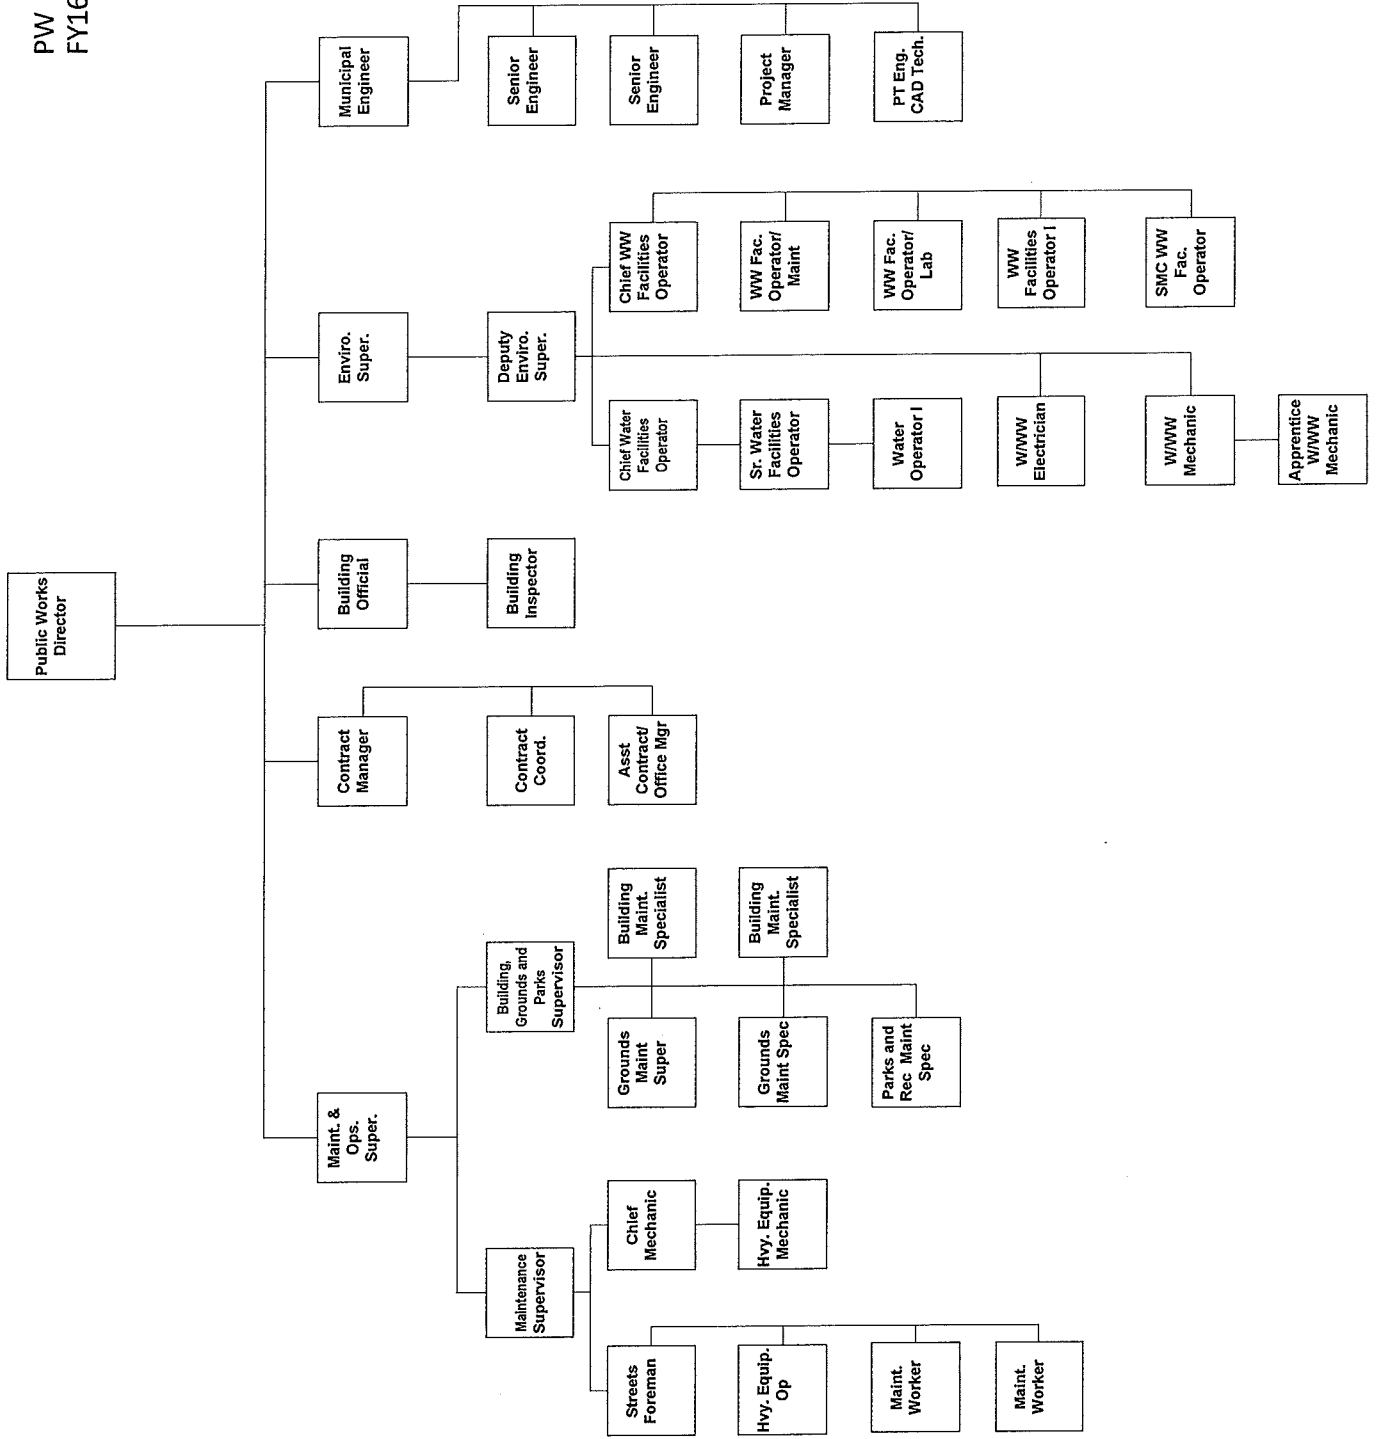 PW
FY16
Public Works
Director
Maint. &
Ops.
Super.
Contract
Manager
Building
Official
Enviro.
Super.
Municipal
Engineer
Maintenance
Supervisor
Building,
Grounds and
Parks
Supervisor
Contract
Coord.
Building
Inspector
Deputy
Enviro.
Super.
Senior
Engineer
Streets
Foreman
Chief
Mechanic
Grounds
Maint
Super
Building
Maint.
Specialist
Asst
Contract/
Office Mgr
Chief Water
Facilities
Operator
Chief WW
Facilities
Operator
Senior
Engineer
Hvy. Equip.
Op
Hvy. Equip.
Mechanic
Grounds
Maint Spec
Building
Maint.
Specialist
Sr. Water
Facilities
Operator
WW Fac.
Operator/
Maint
Project
Manager
Maint.
Worker
Parks and
Rec Maint
Spec
Water
Operator I
WW Fac.
Operator/
Lab
PT Eng.
CAD Tech.
Maint.
Worker
W/WW
Electrician
WW
Facilities
Operator I
W/WW
Mechanic
SMC WW
Fac.
Operator
Apprentice
W/WW
Mechanic